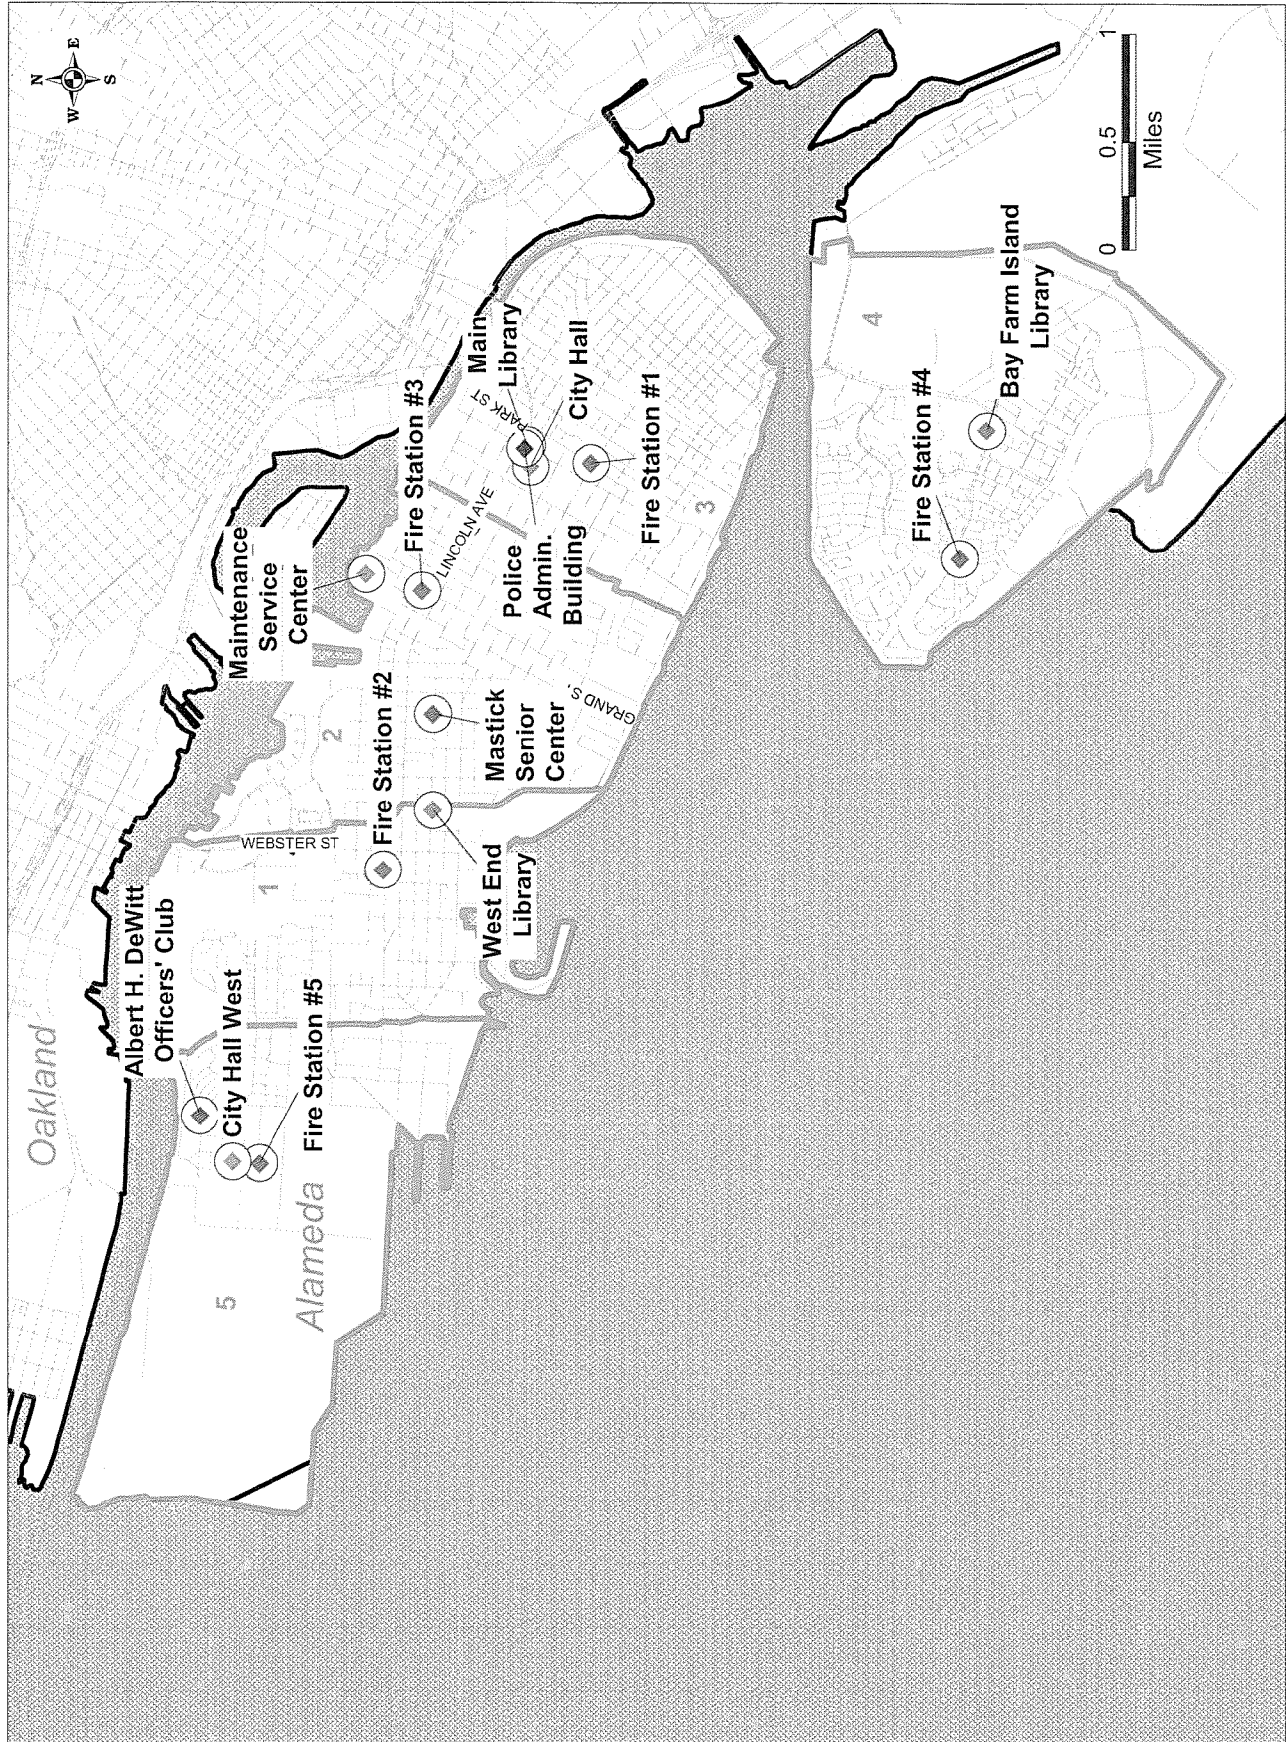 N
W
E
S
Oakland
Albert H. DeWitt
Officers' Club
City Hall West
Fire Station #5
Alameda
5
1
WEBSTER ST
2
Fire Station #2
West End
Library
Mastick
Senior
Center
GRAND S
Maintenance
Service
Center
Fire Station #3
LINCOLN AVE
PARK ST
Main
Library
City Hall
Police
Admin.
Building
Fire Station #1
3
4
Fire Station #4
Bay Farm Island
Library
0
0.5
1
Miles